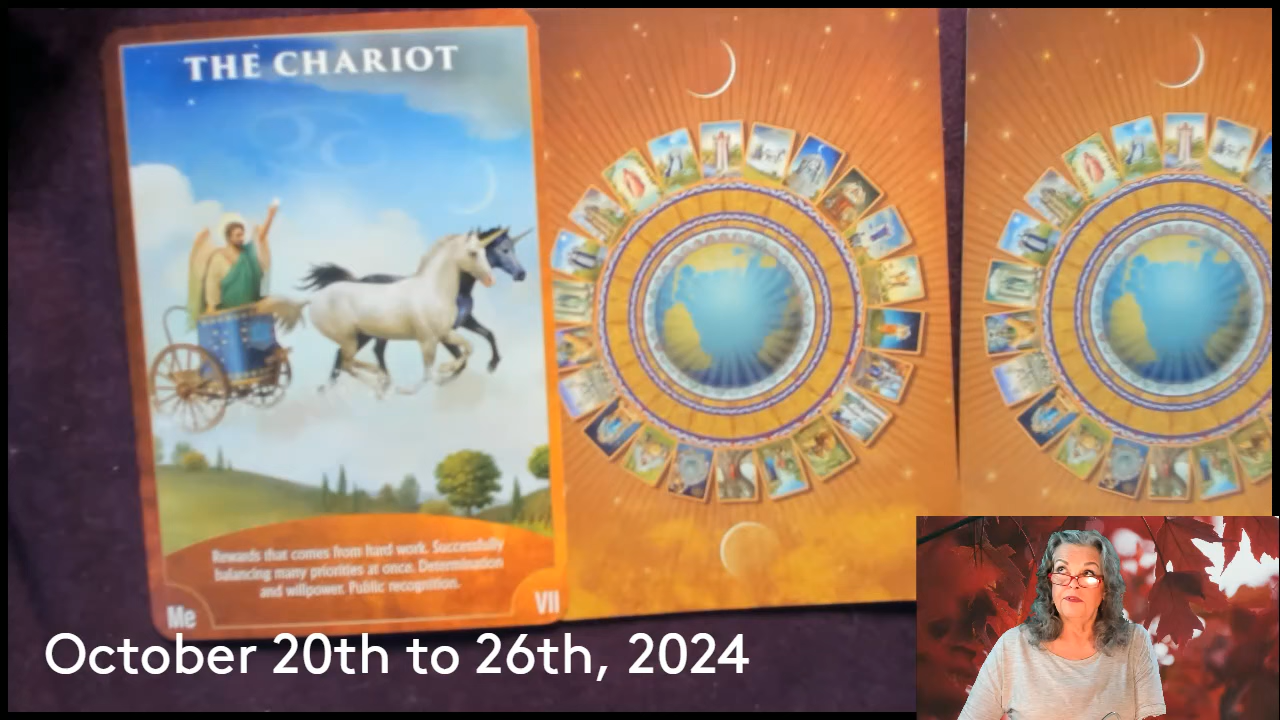 THE CHARIOT
Rewards that comes from hard work. Successfully
balancing many priorities at once. Determination
and willpower. Public recognition.
Me
VII
October 20th to 26th, 2024